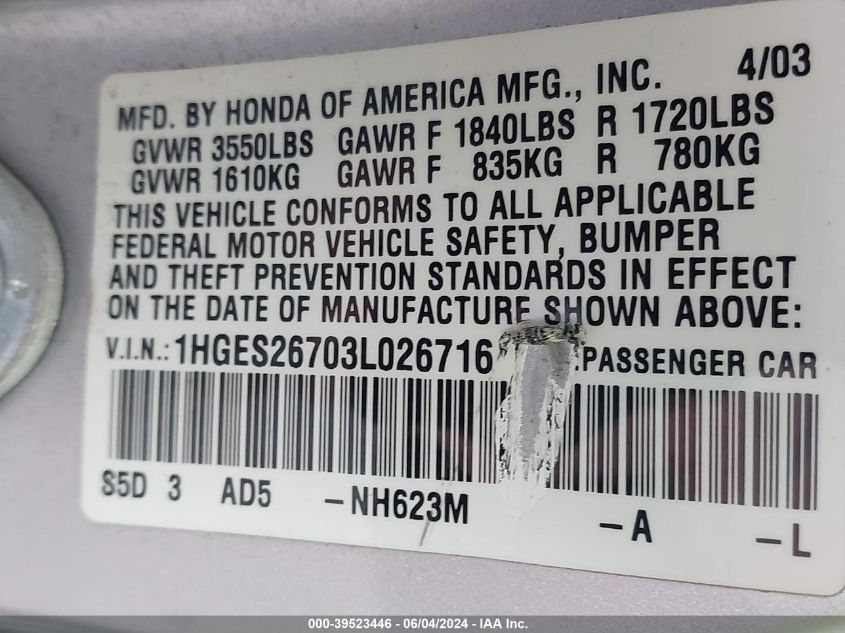 MFD. BY HONDA OF AMERICA MFG., INC. 4/03
GVWR 3550LBS GAWR F 1840LBS R 1720LBS
GVWR 1610KG GAWR F 835KG R 780KG
THIS VEHICLE CONFORMS TO ALL APPLICABLE
FEDERAL MOTOR VEHICLE SAFETY, BUMPER
AND THEFT PREVENTION STANDARDS IN EFFECT
ON THE DATE OF MANUFACTURE SHOWN ABOVE:
V.I.N.: 1HGES26703L026716 PASSENGER CAR
S5D 3 AD5 -NH623M -A -L
000-39523446 - 06/04/2024 - IAA Inc.